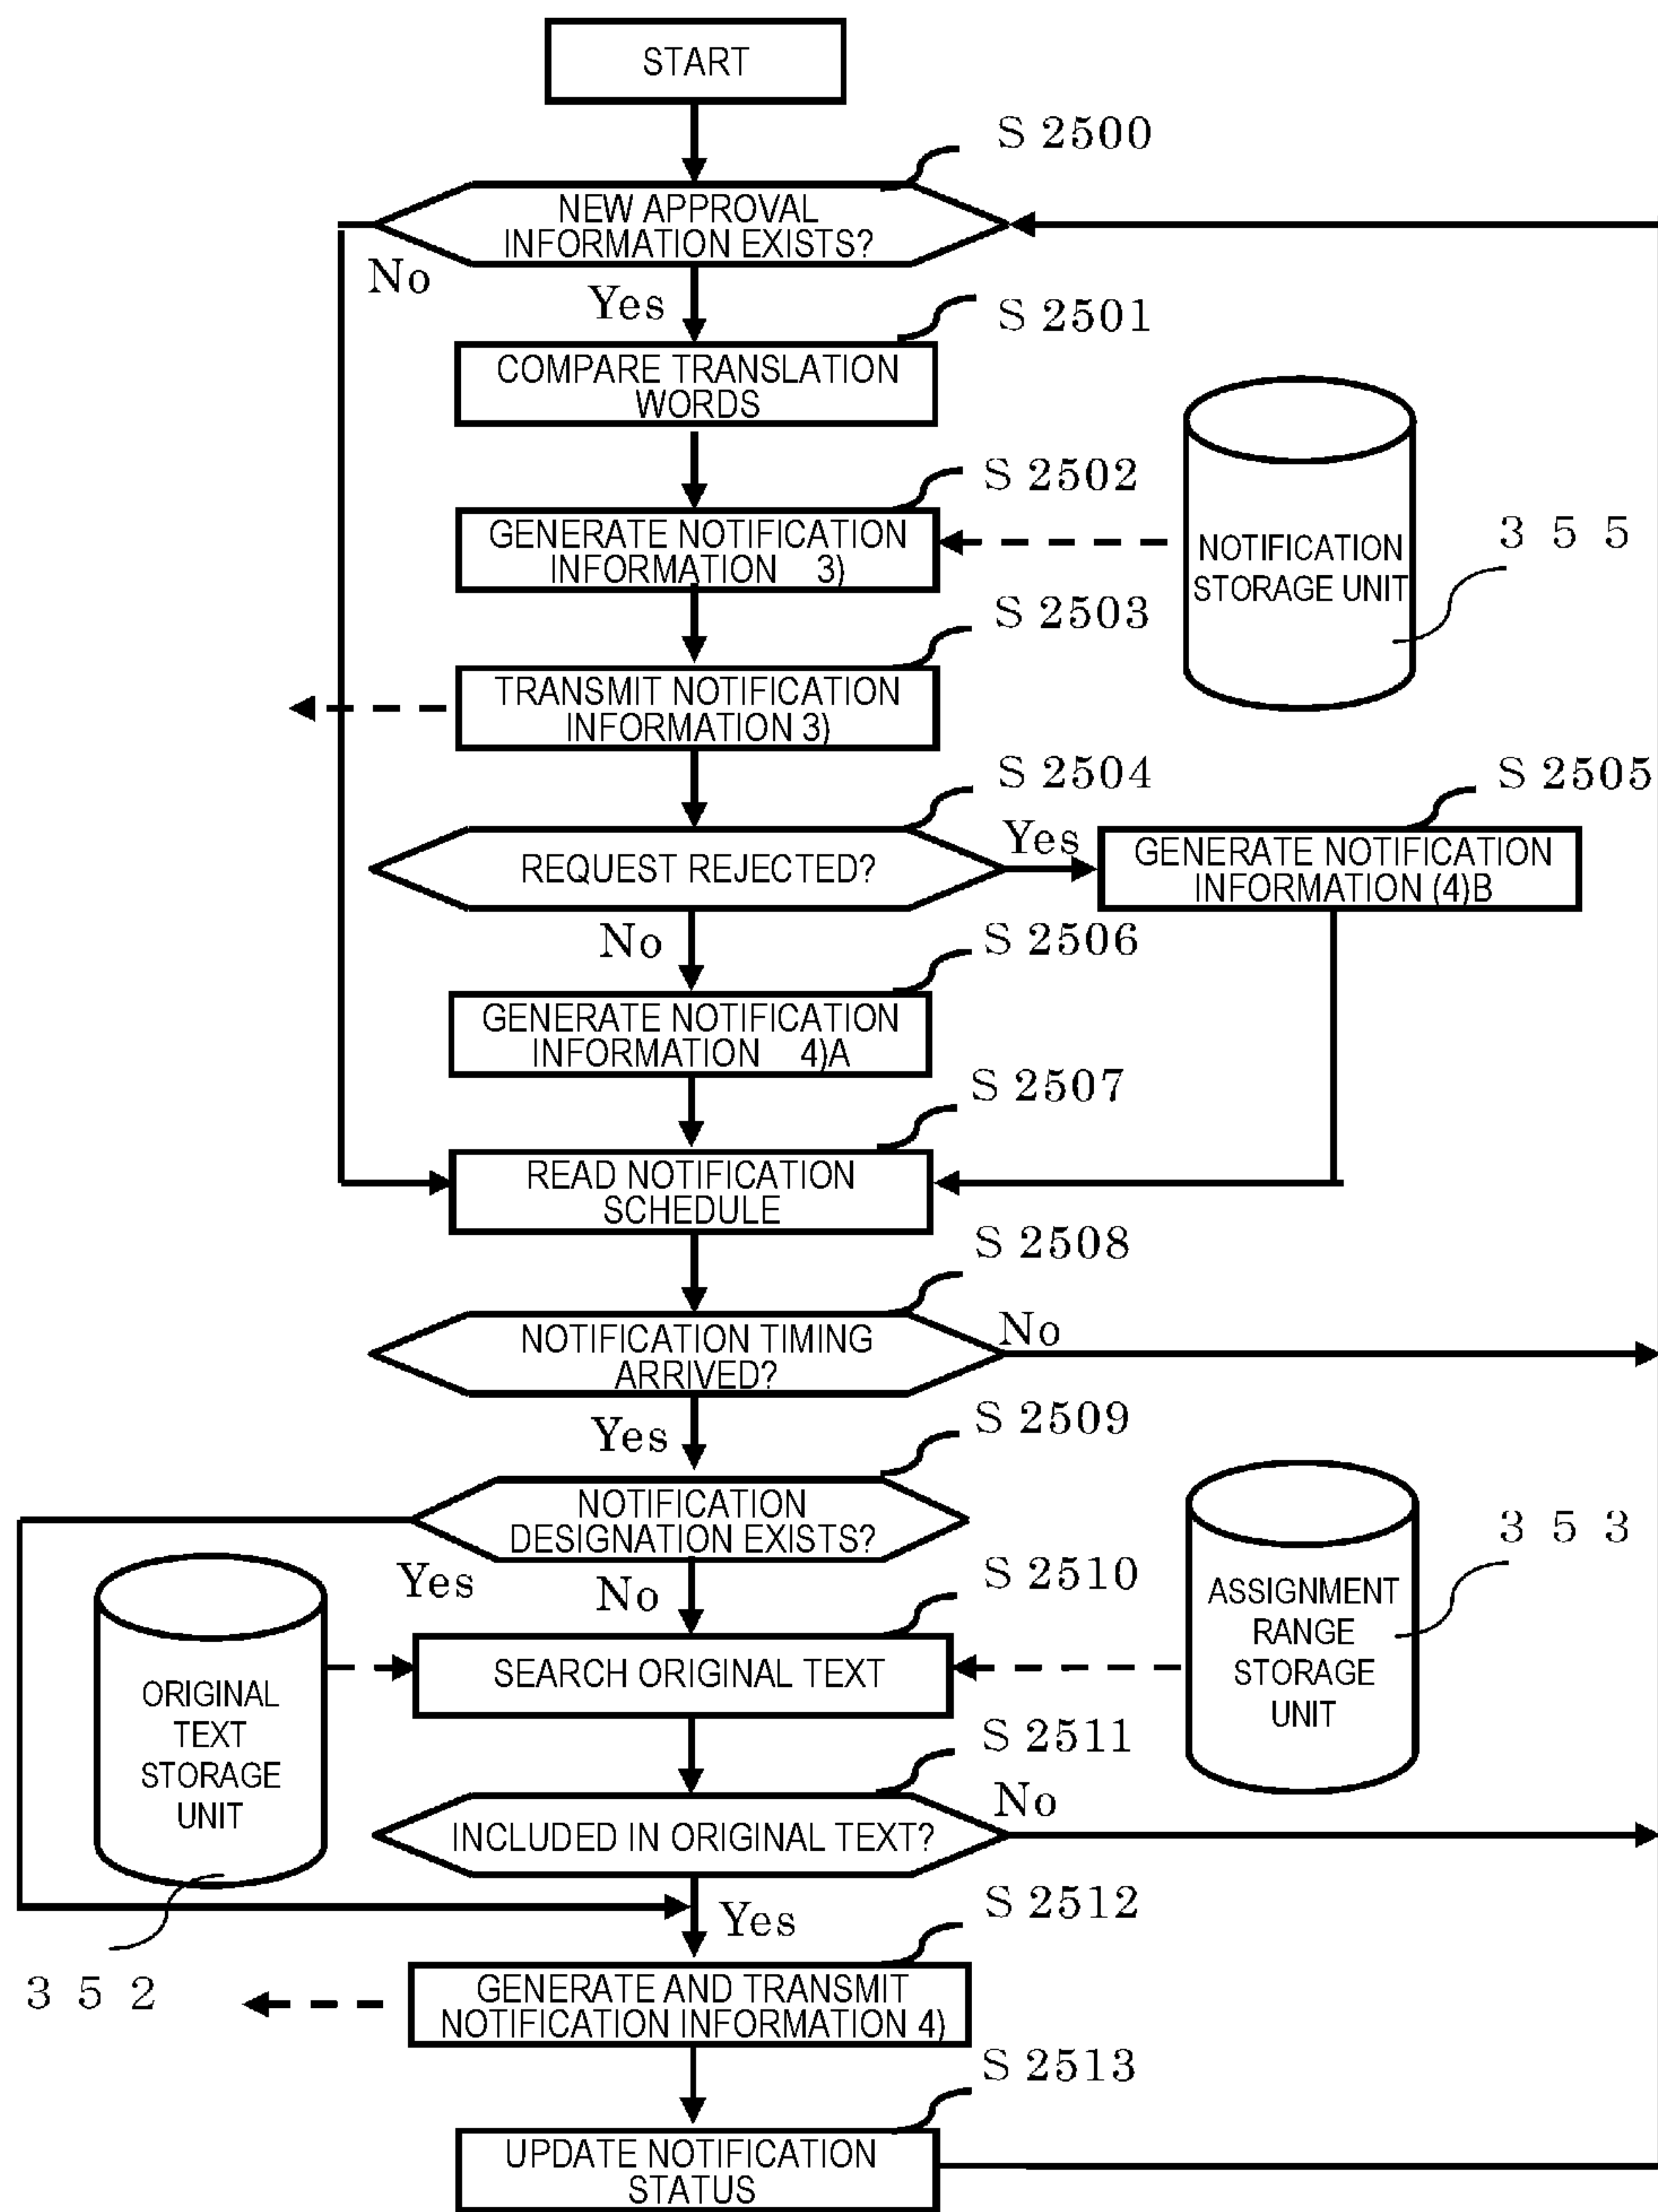 START
S 2500
NEW APPROVAL
INFORMATION EXISTS?
No
Yes
S 2501
COMPARE TRANSLATION
WORDS
S 2502
GENERATE NOTIFICATION
INFORMATION 3)
3 5 5
NOTIFICATION
STORAGE UNIT
S 2503
TRANSMIT NOTIFICATION
INFORMATION 3)
S 2504
S 2505
REQUEST REJECTED?
Yes
GENERATE NOTIFICATION
INFORMATION (4)B
No
S 2506
GENERATE NOTIFICATION
INFORMATION 4)A
S 2507
READ NOTIFICATION
SCHEDULE
S 2508
NOTIFICATION TIMING
ARRIVED?
No
Yes
S 2509
NOTIFICATION
DESIGNATION EXISTS?
3 5 3
Yes
No
S 2510
ASSIGNMENT
RANGE
STORAGE
UNIT
SEARCH ORIGINAL TEXT
ORIGINAL
TEXT
STORAGE
UNIT
S 2511
INCLUDED IN ORIGINAL TEXT?
No
Yes
S 2512
3 5 2
GENERATE AND TRANSMIT
NOTIFICATION INFORMATION 4)
S 2513
UPDATE NOTIFICATION
STATUS